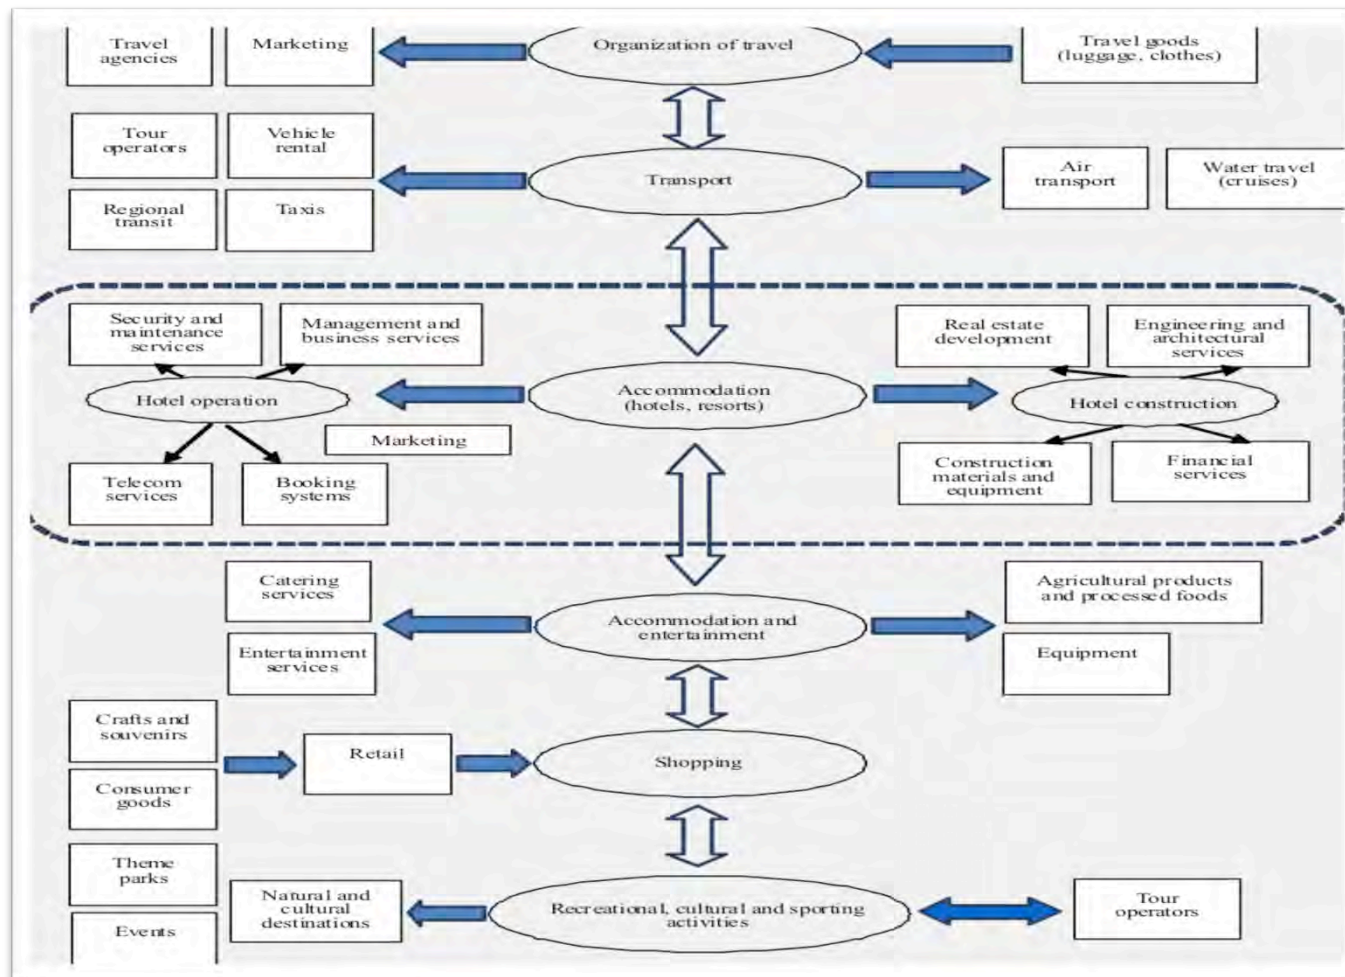 Travel
agencies
Marketing
Organization of travel
Travel goods
(luggage, clothes)
Tour
operators
Vehicle
rental
Transport
Air
transport
Water travel
(cruises)
Regional
transit
Taxis
Security and
maintenance
services
Management and
business services
Real estate
development
Engineering and
architectural
services
Hotel operation
Accommodation
(hotels, resorts)
Hotel construction
Marketing
Telecom
services
Booking
systems
Construction
materials and
equipment
Financial
services
Catering
services
Agricultural products
and processed foods
Accommodation and
entertainment
Entertainment
services
Equipment
Crafts and
souvenirs
Retail
Shopping
Consumer
goods
Theme
parks
Natural and
cultural
destinations
Recreational, cultural and sporting
activities
Tour
operators
Events